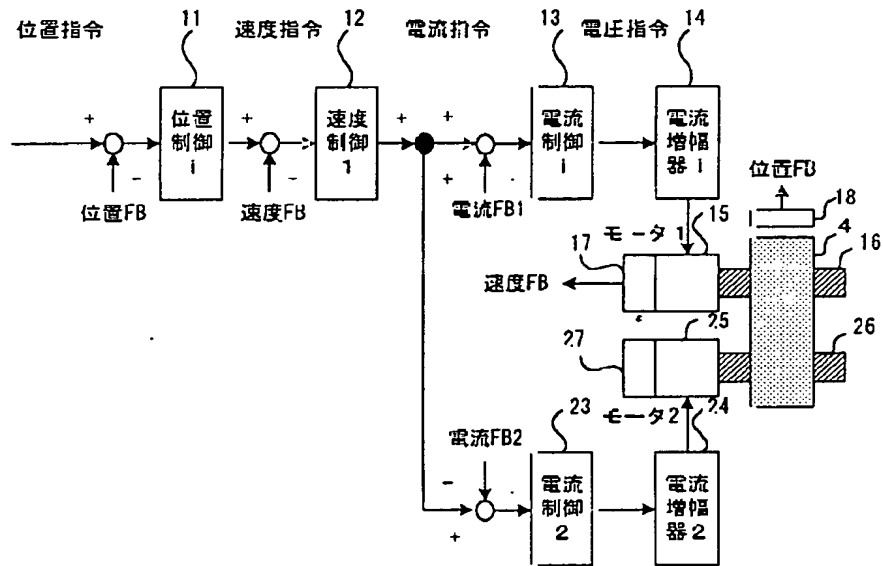 位置指令
11
速度指令
12
電流指令
13
電圧指令
14
+
位置
制御
1
+
速度
制御
1
+
+
電流
制御
1
電流
増幅
器1
-
位置FB
-
速度FB
+
-
電流FB1
位置FB
18
4
16
モータ1
15
17
速度FB
25
27
26
モータ2
24
23
電流FB2
-
+
電流
制御
2
電流
増幅
器2